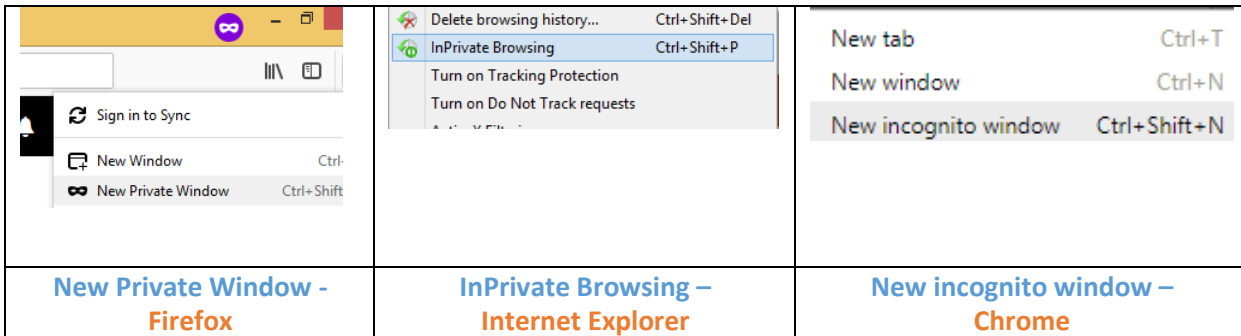 Sign in to Sync
New Window Ctrl-
New Private Window Ctrl+Shift
Delete browsing history... Ctrl+Shift+Del
InPrivate Browsing Ctrl+Shift+P
Turn on Tracking Protection
Turn on Do Not Track requests
New tab Ctrl+T
New window Ctrl+N
New incognito window Ctrl+Shift+N
New Private Window -
Firefox
InPrivate Browsing –
Internet Explorer
New incognito window –
Chrome